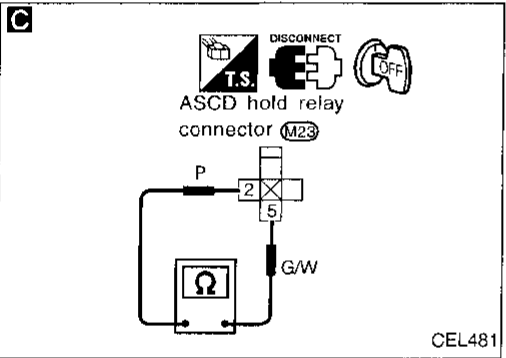 C
DISCONNECT
T.S.
OFF
ASCD hold relay
connector M23
P
2
5
G/W
Ω
CEL481